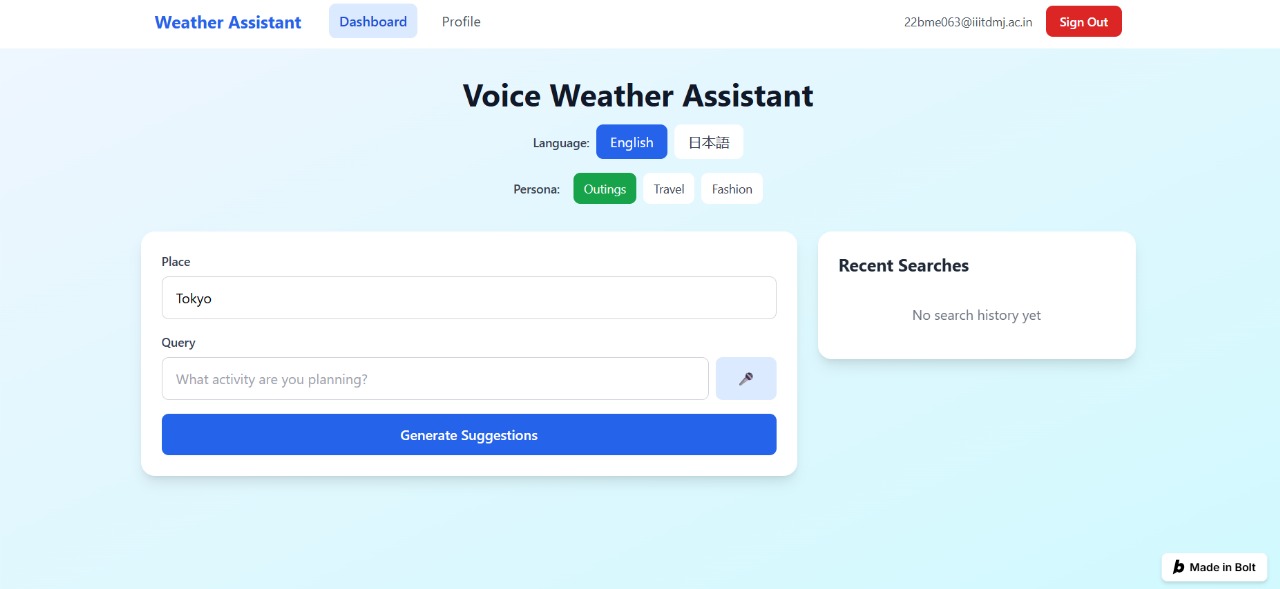 Weather Assistant Dashboard Profile 22bme063@iiitdmj.ac.in Sign Out
Voice Weather Assistant
Language: English 日本語
Persona: Outings Travel Fashion
Place
Tokyo
Query
What activity are you planning?
Generate Suggestions
Recent Searches
No search history yet
b Made in Bolt